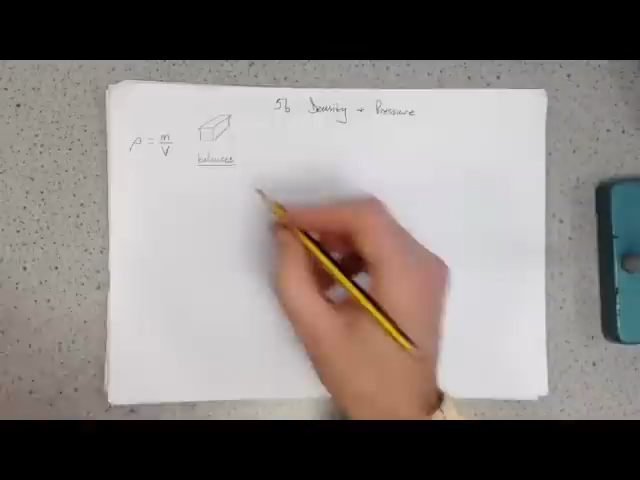 5b Density + Pressure
ρ = m/V
balances